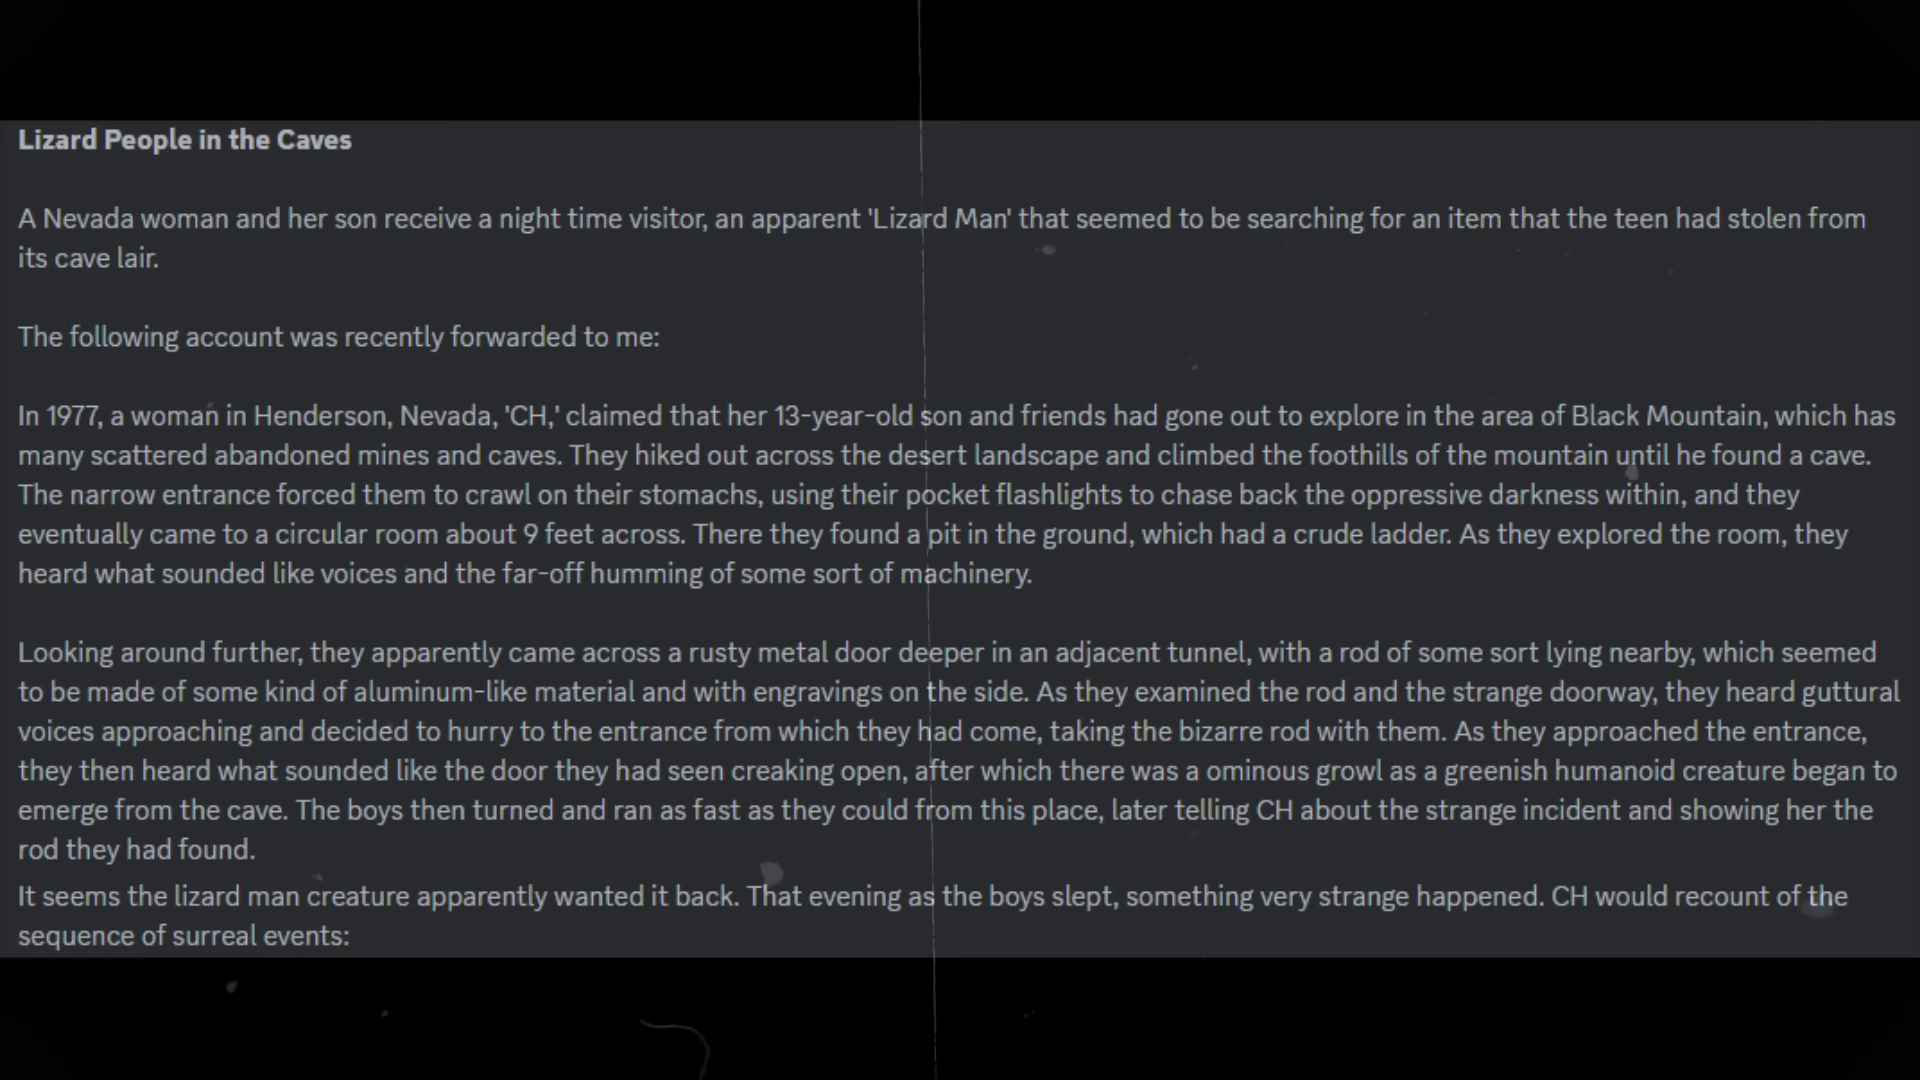 Lizard People in the Caves
A Nevada woman and her son receive a night time visitor, an apparent 'Lizard Man' that seemed to be searching for an item that the teen had stolen from
its cave lair.
The following account was recently forwarded to me:
In 1977, a woman in Henderson, Nevada, 'CH,' claimed that her 13-year-old son and friends had gone out to explore in the area of Black Mountain, which has
many scattered abandoned mines and caves. They hiked out across the desert landscape and climbed the foothills of the mountain until he found a cave.
The narrow entrance forced them to crawl on their stomachs, using their pocket flashlights to chase back the oppressive darkness within, and they
eventually came to a circular room about 9 feet across. There they found a pit in the ground, which had a crude ladder. As they explored the room, they
heard what sounded like voices and the far-off humming of some sort of machinery.
Looking around further, they apparently came across a rusty metal door deeper in an adjacent tunnel, with a rod of some sort lying nearby, which seemed
to be made of some kind of aluminum-like material and with engravings on the side. As they examined the rod and the strange doorway, they heard guttural
voices approaching and decided to hurry to the entrance from which they had come, taking the bizarre rod with them. As they approached the entrance,
they then heard what sounded like the door they had seen creaking open, after which there was a ominous growl as a greenish humanoid creature began to
emerge from the cave. The boys then turned and ran as fast as they could from this place, later telling CH about the strange incident and showing her the
rod they had found.
It seems the lizard man creature apparently wanted it back. That evening as the boys slept, something very strange happened. CH would recount of the
sequence of surreal events: